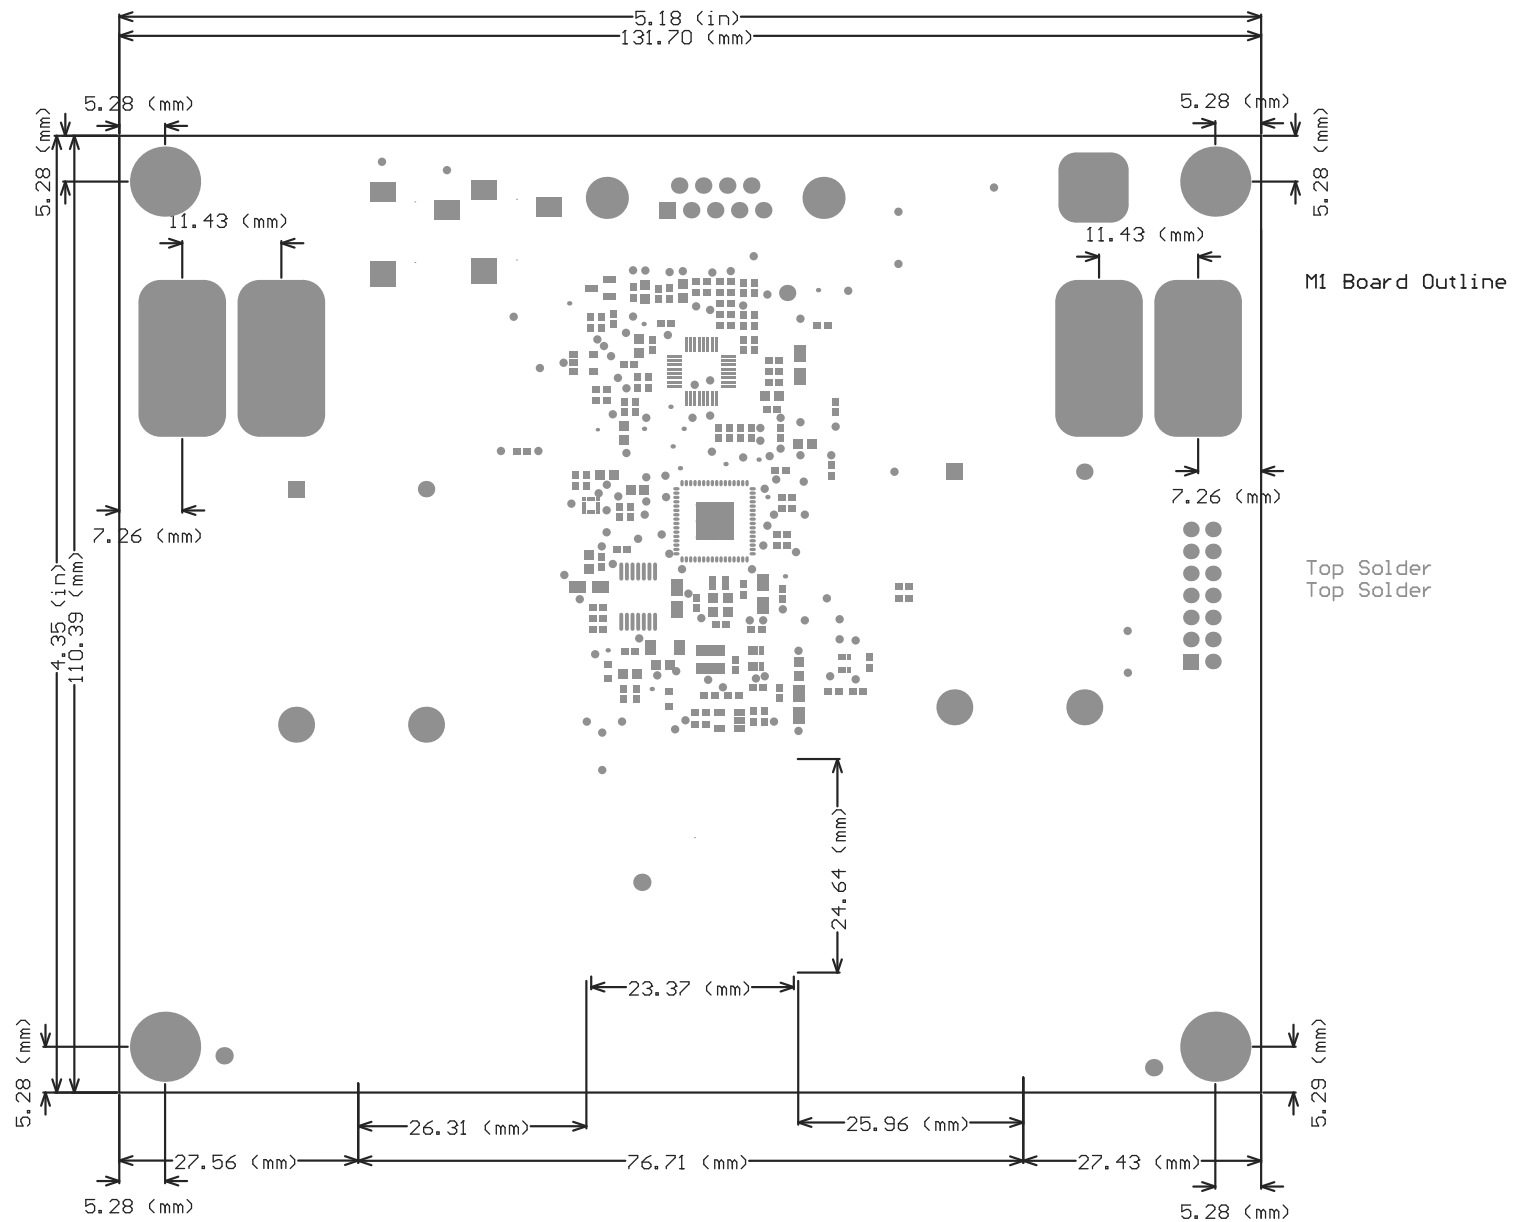 5.18 (in)
131.70 (mm)
5.28 (mm)
5.28 (mm)
5.28 (mm)
5.28 (mm)
11.43 (mm)
11.43 (mm)
M1 Board Outline
7.26 (mm)
7.26 (mm)
4.35 (in)
110.39 (mm)
Top Solder
Top Solder
24.64 (mm)
23.37 (mm)
5.28 (mm)
5.29 (mm)
26.31 (mm)
25.96 (mm)
27.56 (mm)
76.71 (mm)
27.43 (mm)
5.28 (mm)
5.28 (mm)